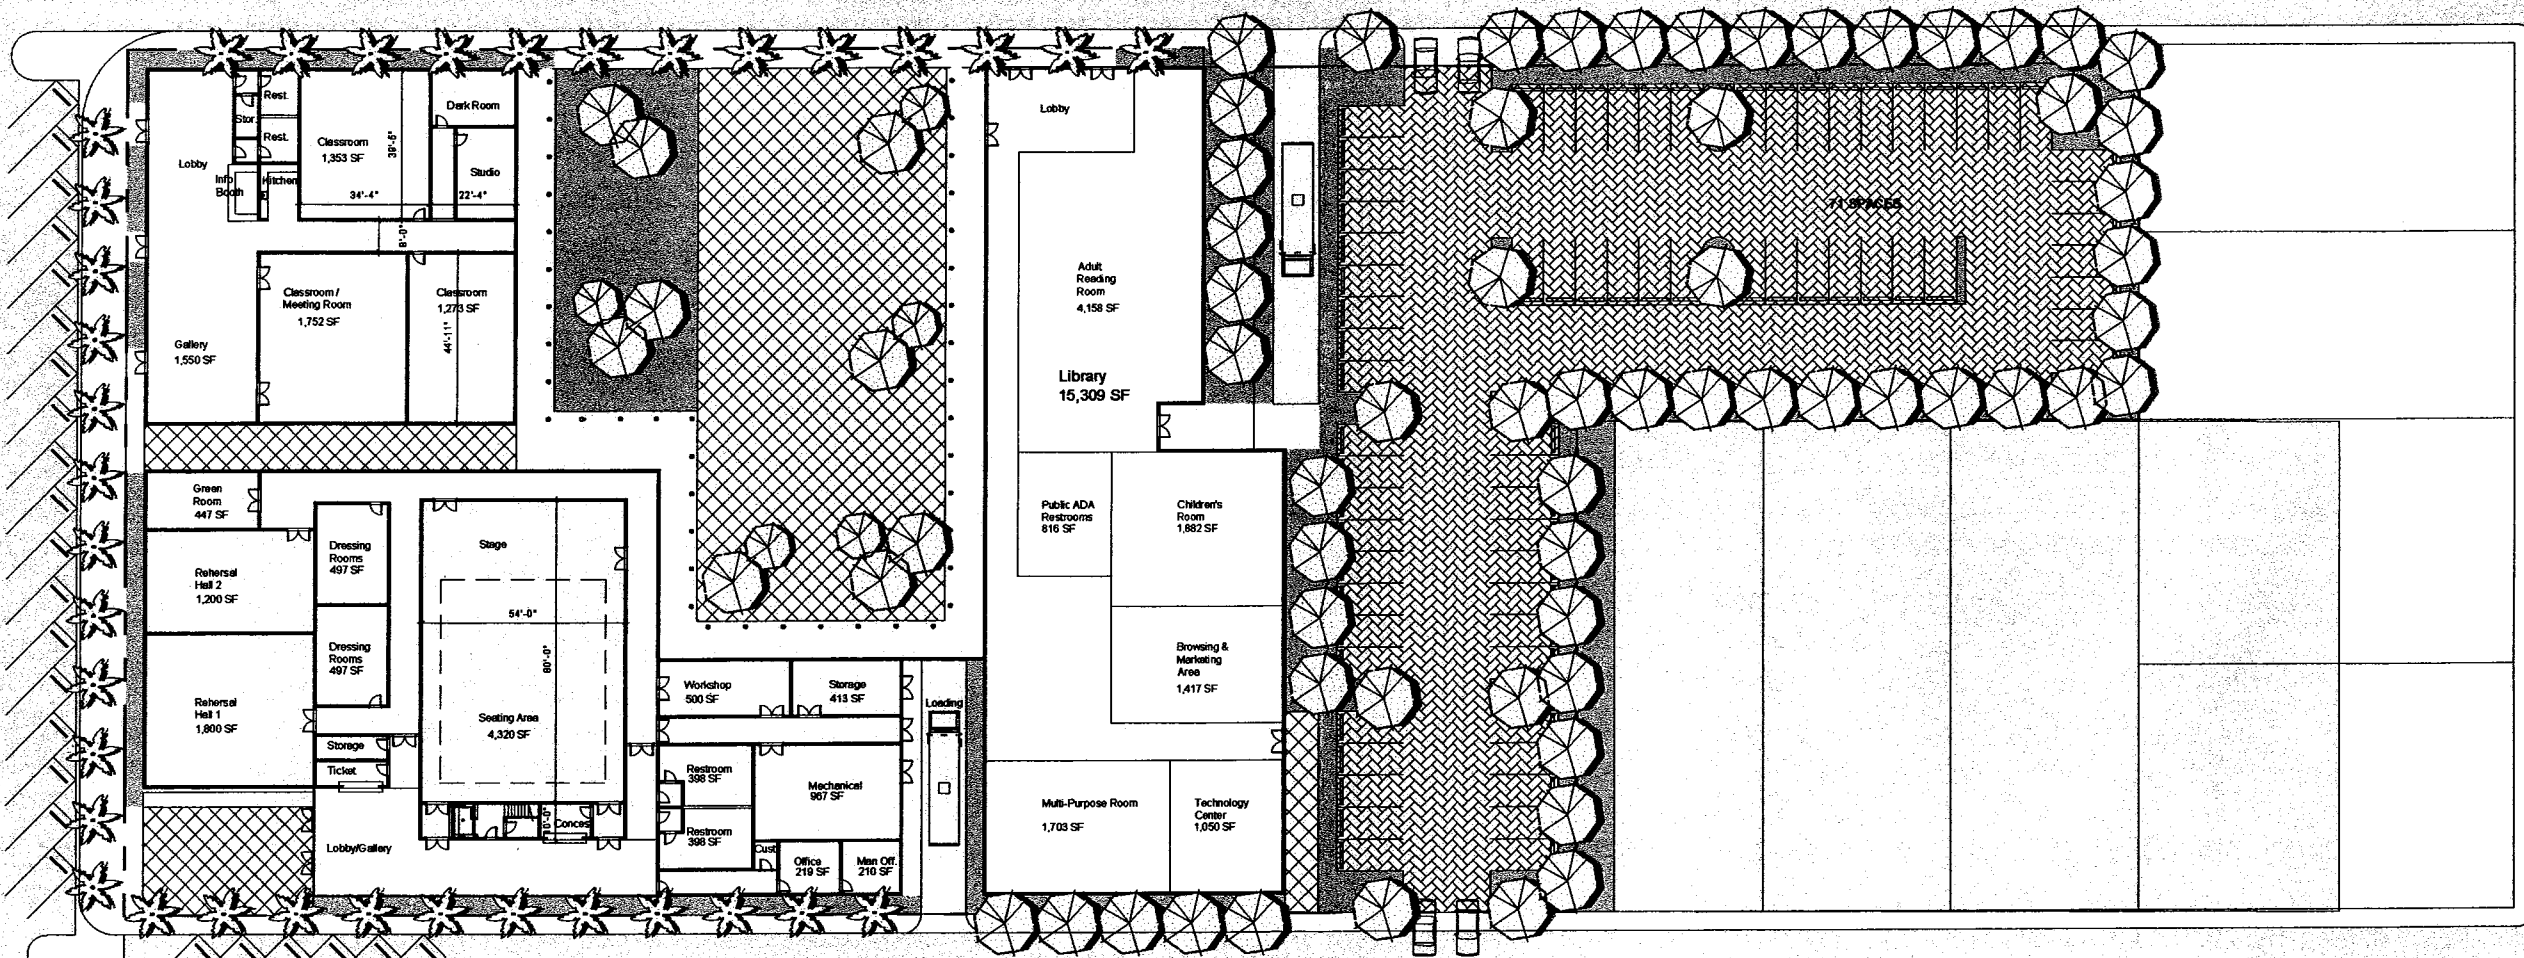 Lobby
Stor.
Rest.
Rest.
Info
Booth
Kitchen
Classroom
1,353 SF
39'-5"
34'-4"
Dark Room
Studio
22'-4"
8'-0"
Classroom /
Meeting Room
1,752 SF
Classroom
1,273 SF
44'-11"
Gallery
1,550 SF
Green
Room
447 SF
Rehersal
Hall 2
1,200 SF
Rehersal
Hall 1
1,800 SF
Dressing
Rooms
497 SF
Dressing
Rooms
497 SF
Storage
Ticket
Lobby/Gallery
Stage
54'-0"
80'-0"
Seating Area
4,320 SF
10'-0"
Conces
Workshop
500 SF
Storage
413 SF
Loading
Restroom
398 SF
Restroom
398 SF
Mechanical
967 SF
Cust
Office
219 SF
Man Off.
210 SF
Lobby
Adult
Reading
Room
4,158 SF
Library
15,309 SF
Public ADA
Restrooms
816 SF
Children's
Room
1,882 SF
Browsing &
Marketing
Area
1,417 SF
Multi-Purpose Room
1,703 SF
Technology
Center
1,050 SF
71 SPACES